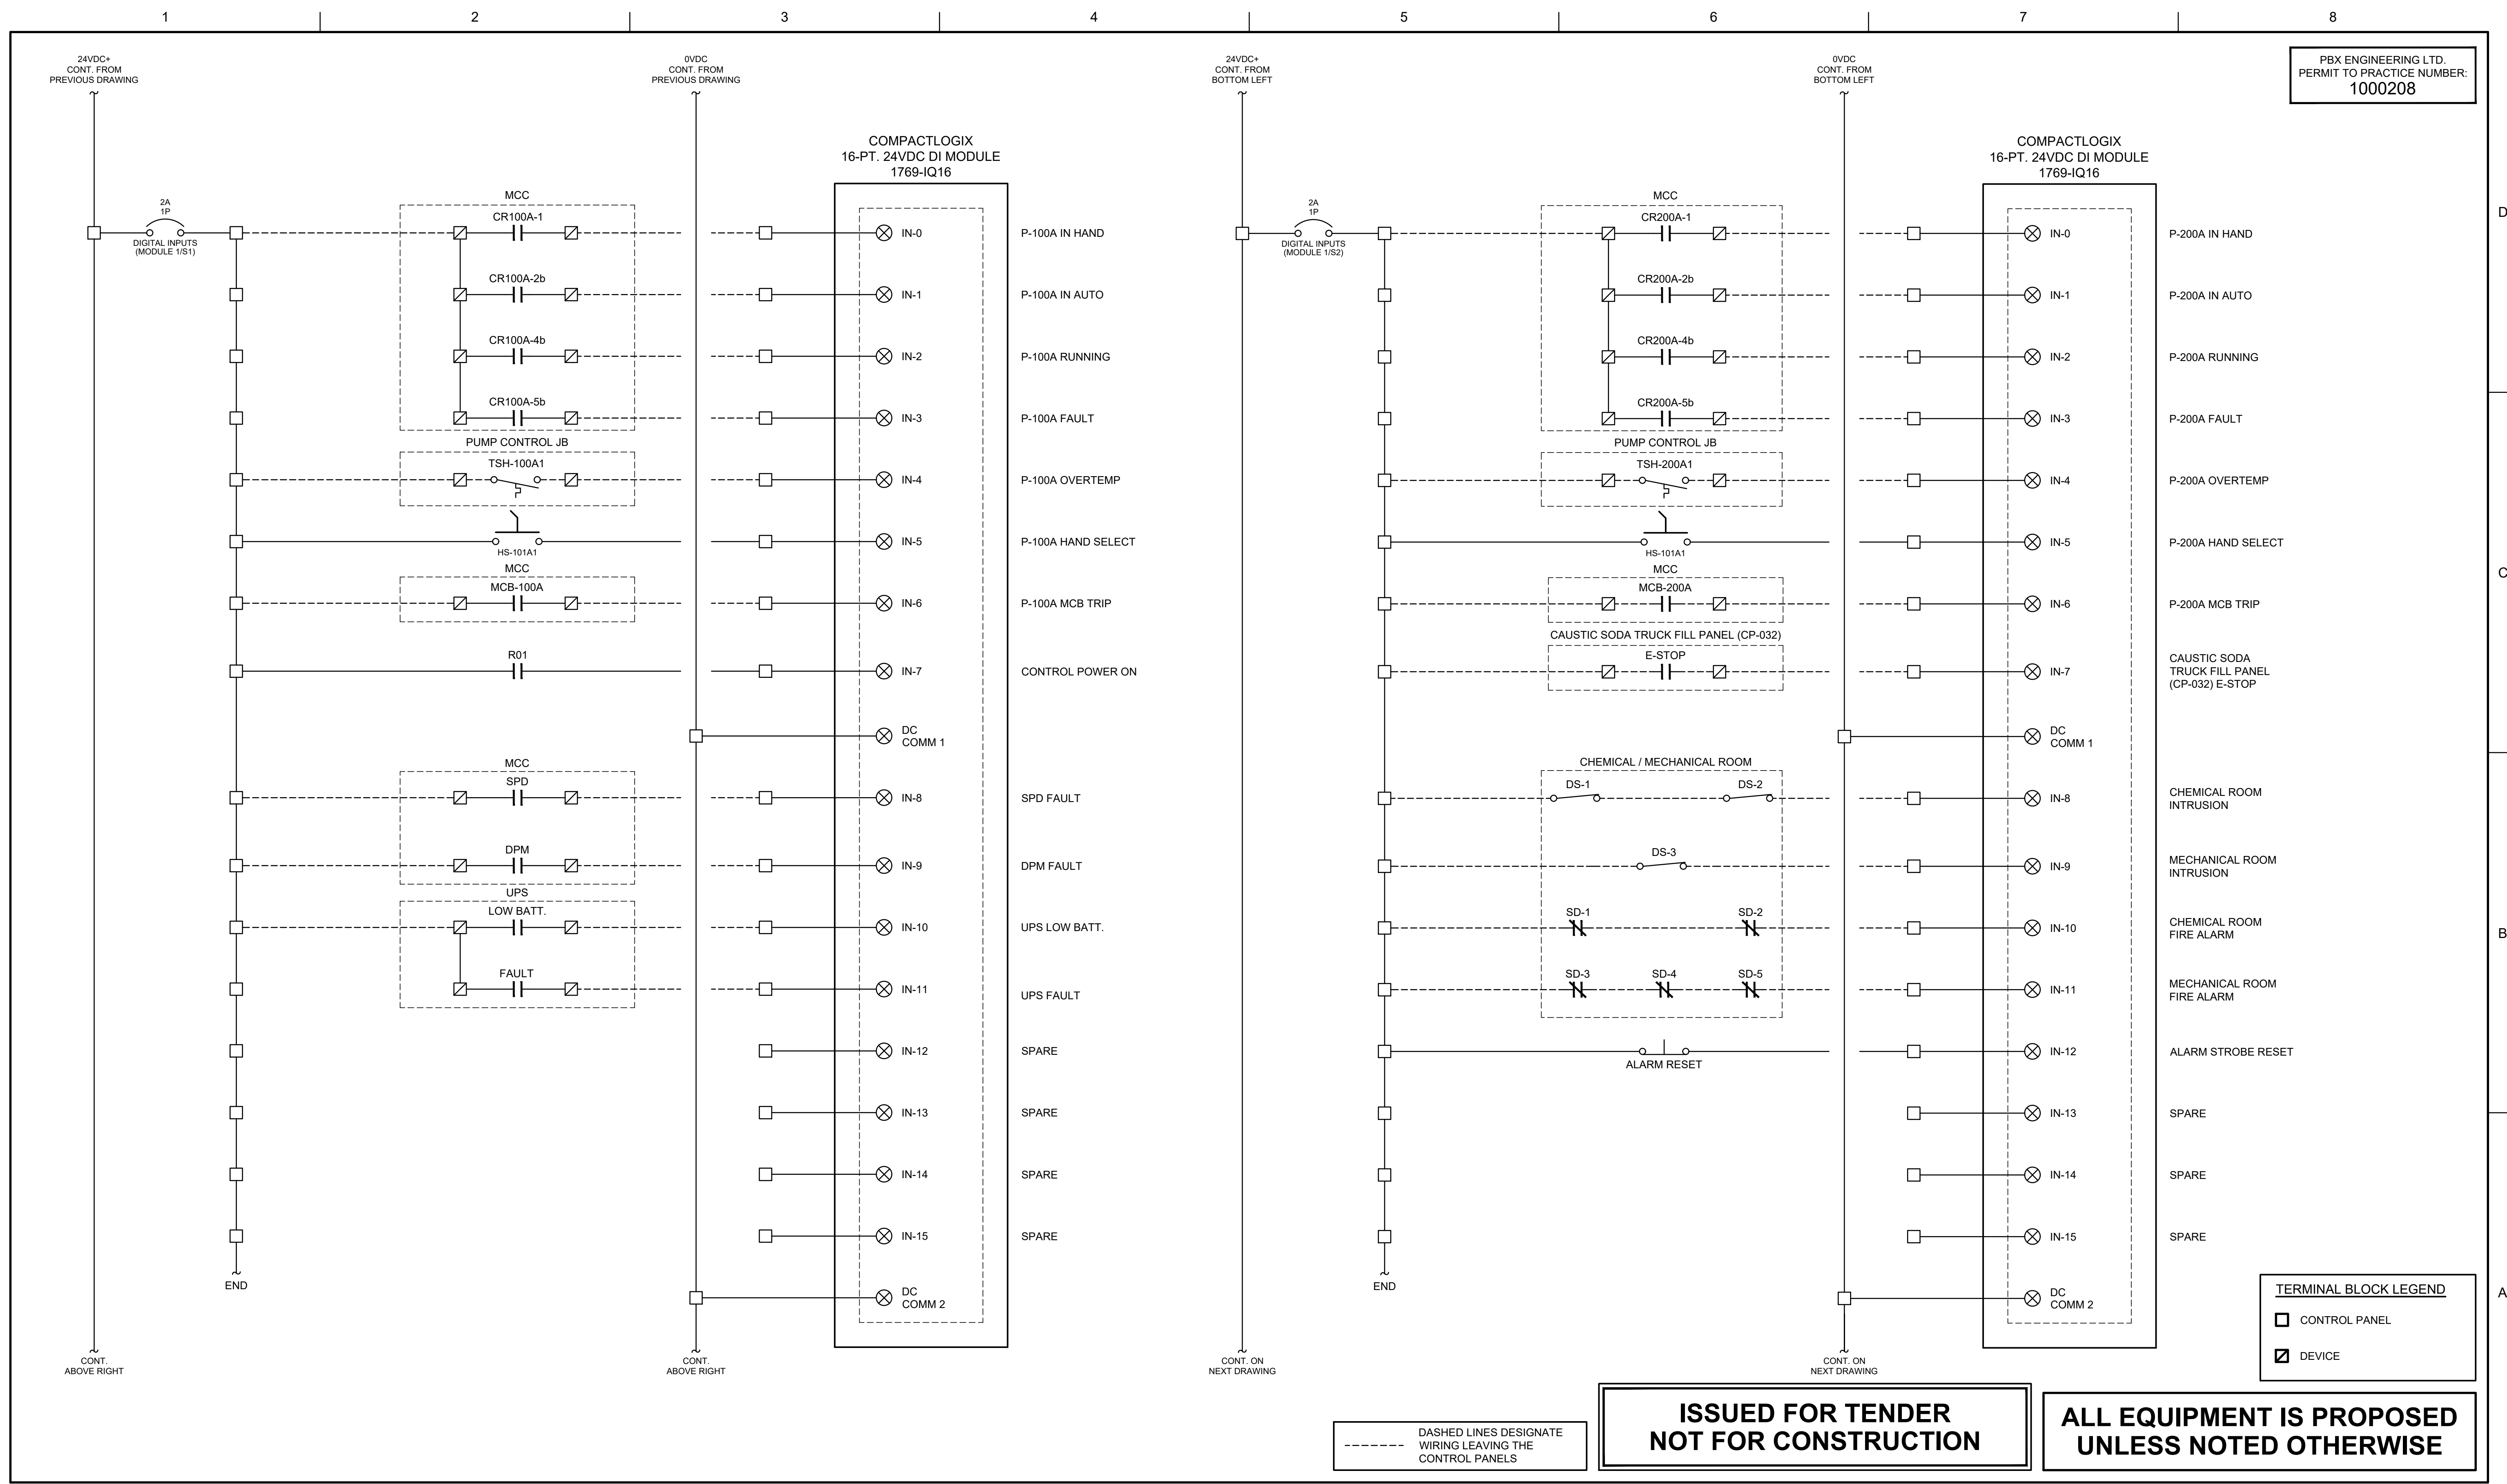 1 2 3 4 5 6 7 8
24VDC+
CONT. FROM
PREVIOUS DRAWING
0VDC
CONT. FROM
PREVIOUS DRAWING
COMPACTLOGIX
16-PT. 24VDC DI MODULE
1769-IQ16
2A
1P
DIGITAL INPUTS
(MODULE 1/S1)
MCC
CR100A-1
IN-0 P-100A IN HAND
CR100A-2b
IN-1 P-100A IN AUTO
CR100A-4b
IN-2 P-100A RUNNING
CR100A-5b
IN-3 P-100A FAULT
PUMP CONTROL JB
TSH-100A1
IN-4 P-100A OVERTEMP
IN-5 P-100A HAND SELECT
HS-101A1
MCC
MCB-100A
IN-6 P-100A MCB TRIP
R01
IN-7 CONTROL POWER ON
DC
COMM 1
MCC
SPD
IN-8 SPD FAULT
DPM
IN-9 DPM FAULT
UPS
LOW BATT.
IN-10 UPS LOW BATT.
FAULT
IN-11 UPS FAULT
IN-12 SPARE
IN-13 SPARE
IN-14 SPARE
IN-15 SPARE
END
DC
COMM 2
CONT.
ABOVE RIGHT
CONT.
ABOVE RIGHT
24VDC+
CONT. FROM
BOTTOM LEFT
0VDC
CONT. FROM
BOTTOM LEFT
COMPACTLOGIX
16-PT. 24VDC DI MODULE
1769-IQ16
2A
1P
DIGITAL INPUTS
(MODULE 1/S2)
MCC
CR200A-1
IN-0 P-200A IN HAND
CR200A-2b
IN-1 P-200A IN AUTO
CR200A-4b
IN-2 P-200A RUNNING
CR200A-5b
IN-3 P-200A FAULT
PUMP CONTROL JB
TSH-200A1
IN-4 P-200A OVERTEMP
IN-5 P-200A HAND SELECT
HS-101A1
MCC
MCB-200A
IN-6 P-200A MCB TRIP
CAUSTIC SODA TRUCK FILL PANEL (CP-032)
E-STOP
IN-7
CAUSTIC SODA
TRUCK FILL PANEL
(CP-032) E-STOP
DC
COMM 1
CHEMICAL / MECHANICAL ROOM
DS-1 DS-2
IN-8
CHEMICAL ROOM
INTRUSION
DS-3
IN-9
MECHANICAL ROOM
INTRUSION
SD-1 SD-2
IN-10
CHEMICAL ROOM
FIRE ALARM
SD-3 SD-4 SD-5
IN-11
MECHANICAL ROOM
FIRE ALARM
IN-12 ALARM STROBE RESET
ALARM RESET
IN-13 SPARE
IN-14 SPARE
IN-15 SPARE
END
DC
COMM 2
CONT. ON
NEXT DRAWING
CONT. ON
NEXT DRAWING
PBX ENGINEERING LTD.
PERMIT TO PRACTICE NUMBER:
1000208
D
C
B
A
TERMINAL BLOCK LEGEND
CONTROL PANEL
DEVICE
DASHED LINES DESIGNATE
WIRING LEAVING THE
CONTROL PANELS
ISSUED FOR TENDER
NOT FOR CONSTRUCTION
ALL EQUIPMENT IS PROPOSED
UNLESS NOTED OTHERWISE